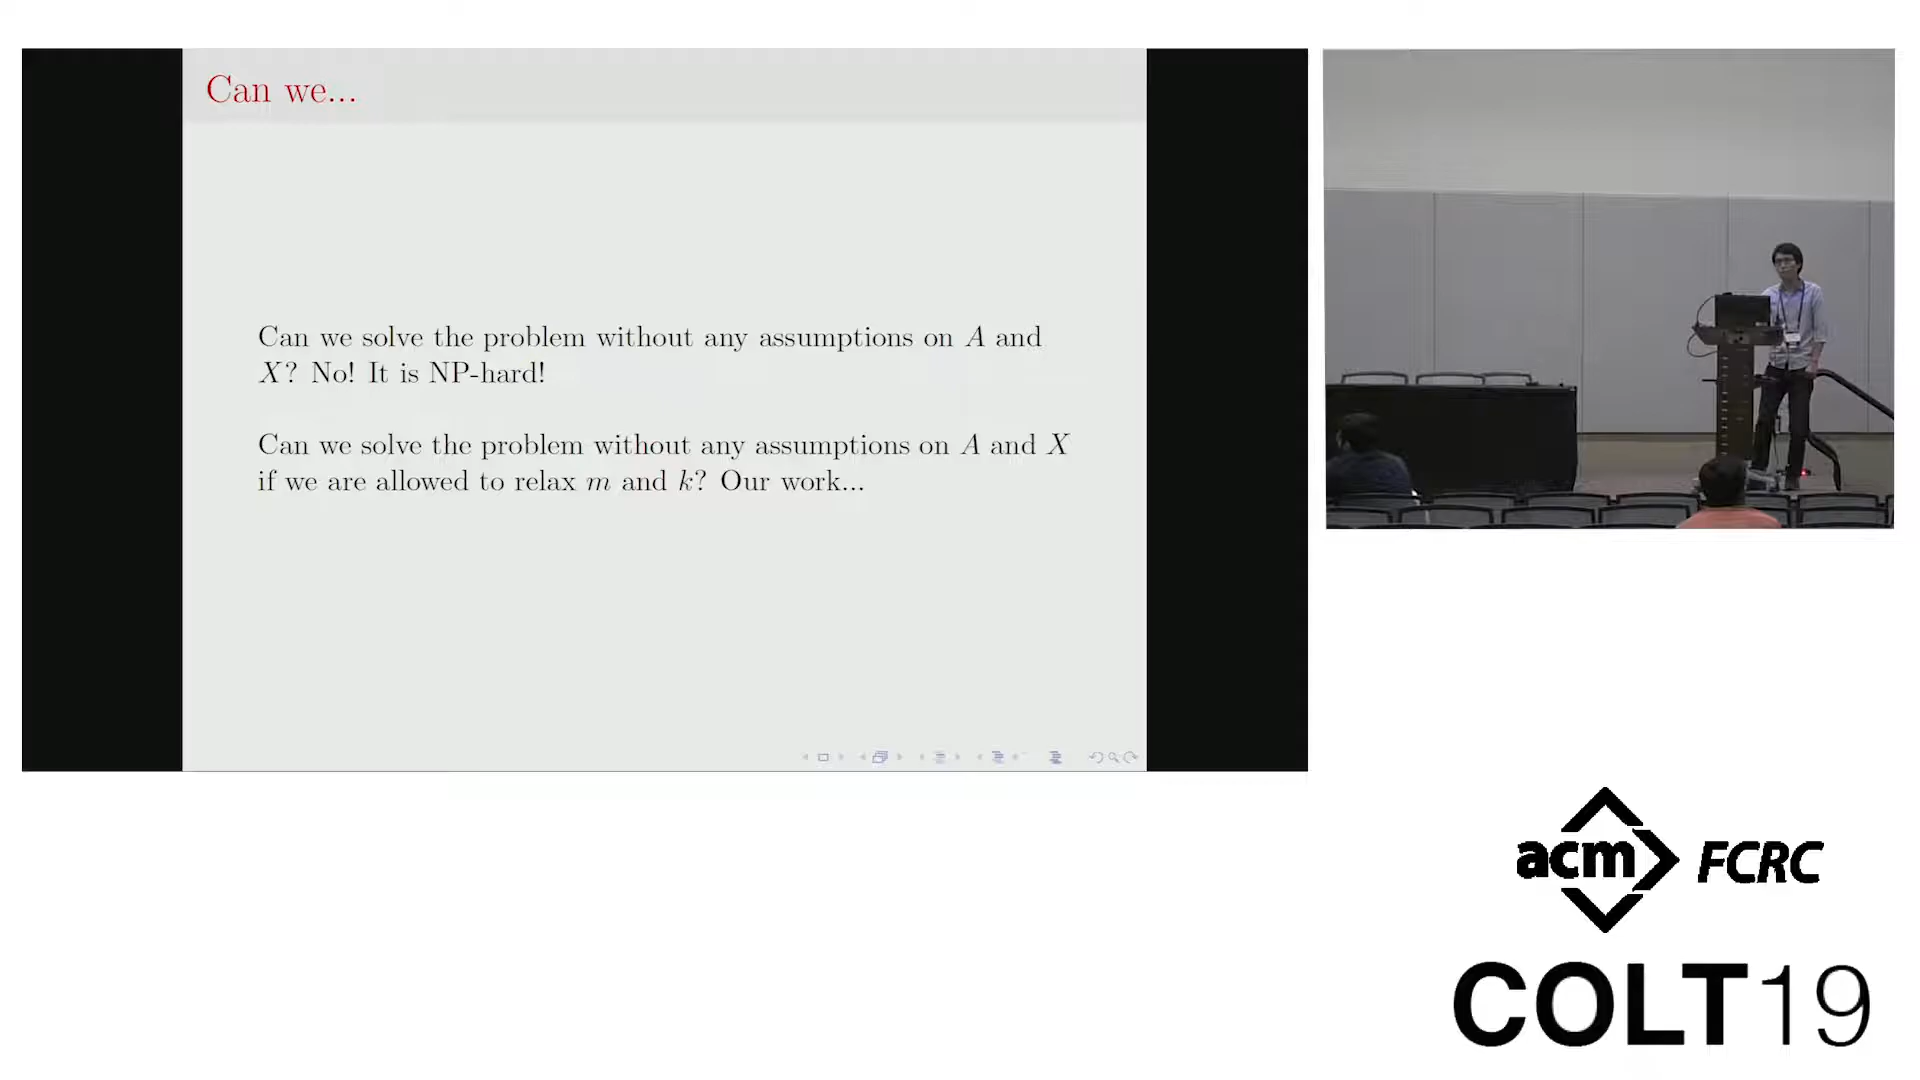 Can we...
Can we solve the problem without any assumptions on A and
X? No! It is NP-hard!
Can we solve the problem without any assumptions on A and X
if we are allowed to relax m and k? Our work...
acm FCRC
COLT19